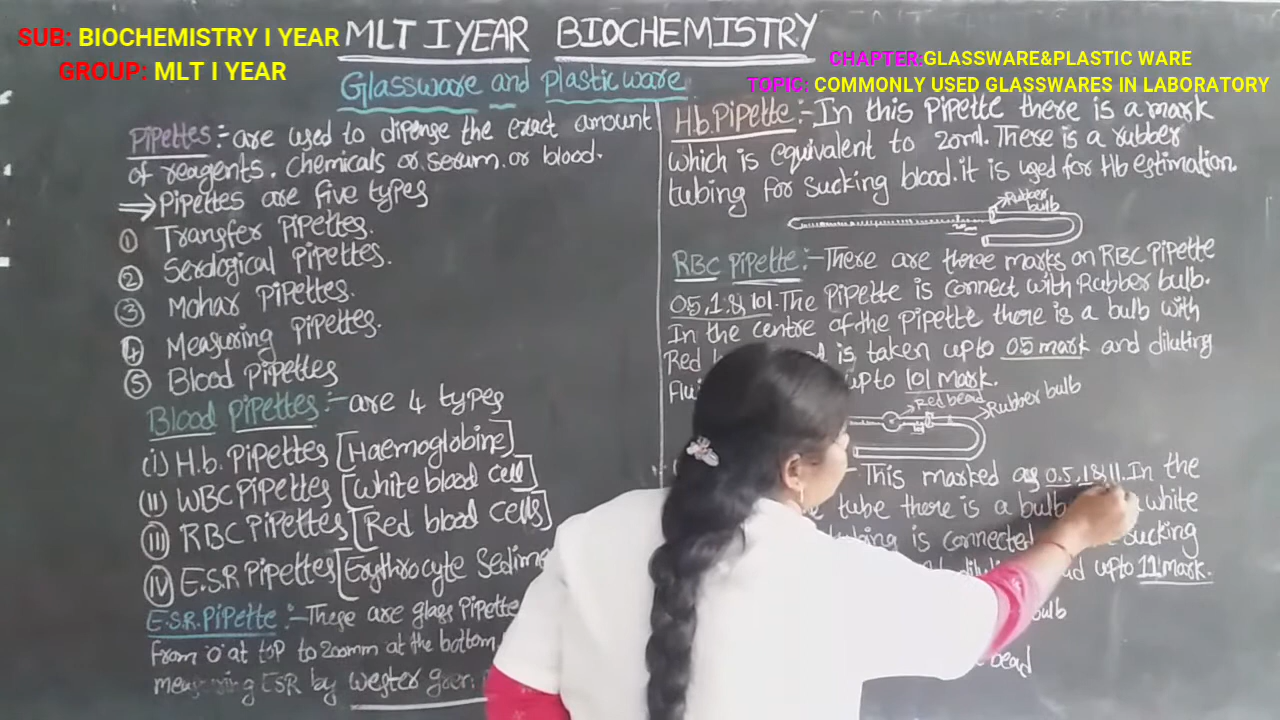 SUB: BIOCHEMISTRY I YEAR
GROUP: MLT I YEAR
MLT I YEAR BIOCHEMISTRY
CHAPTER:GLASSWARE&PLASTIC WARE
TOPIC: COMMONLY USED GLASSWARES IN LABORATORY
Glassware and plastic ware
Pipettes:- are used to dipenge the exact amount
of reagents. chemicals or serum. or blood.
⇒ Pipettes are five types
① Transfer Pipettes.
② Serological Pipettes.
③ Mohar Pipettes.
④ Measuring Pipettes.
⑤ Blood Pipettes
Blood Pipettes:- are 4 types
(i) H.b. Pipettes [Haemoglobine]
(II) WBC Pipettes [White blood cell]
(III) RBC Pipettes [Red blood cells]
(IV) E.S.R Pipettes [Erythrocyte Sedime
E.S.R. Pipette:- These are glass Pipette
from '0' at top to 200mm at the bottom
measuring ESR by wester gren
Hb. Pipette:- In this Pipette there is a mark
which is equivalent to 20ml. There is a rubber
tubing for sucking blood. it is used for Hb estimation.
Rubber
bulb
RBC Pipette:- There are three marks on RBC Pipette
0.5, 1. & 101. The Pipette is connect with Rubber bulb.
In the centre of the Pipette there is a bulb with
Red is taken upto 0.5 mark and diluting
upto 101 Mark.
Red bead
Rubber bulb
This marked as 0.5, 1 & 11. In the
tube there is a bulb white
is connected sucking
upto 11 mark.
bulb
bead